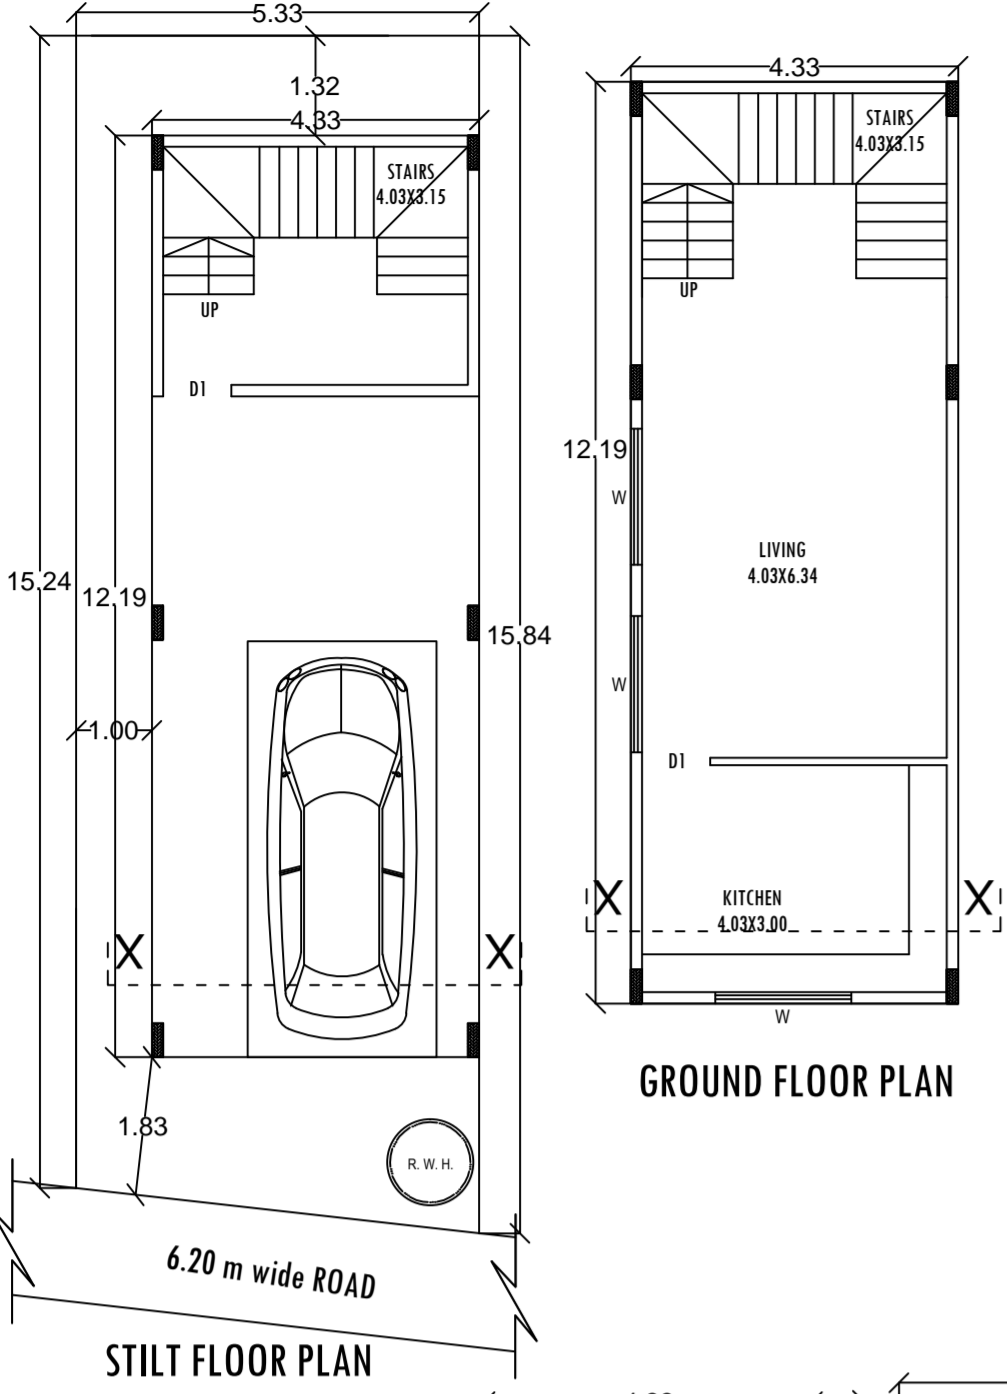 5.33
1.32
4.33
STAIRS
4.03X3.15
UP
D1
15.24
12.19
15.84
1.00
X
X
1.83
R. W. H.
6.20 m wide ROAD
STILT FLOOR PLAN
4.33
STAIRS
4.03X3.15
UP
12.19
W
LIVING
4.03X6.34
W
D1
X
X
KITCHEN
4.03X3.00
W
GROUND FLOOR PLAN